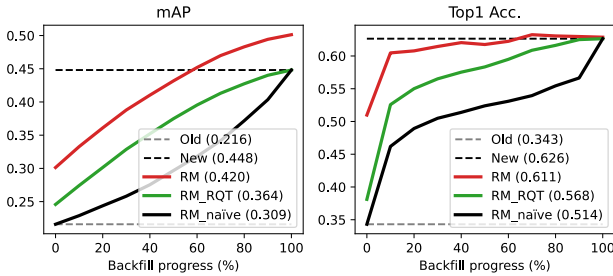 mAP
0.50
0.45
0.40
0.35
0.30
0.25
Old (0.216)
New (0.448)
RM (0.420)
RM_RQT (0.364)
RM_naïve (0.309)
0 20 40 60 80 100
Backfill progress (%)
Top1 Acc.
0.60
0.55
0.50
0.45
0.40
0.35
Old (0.343)
New (0.626)
RM (0.611)
RM_RQT (0.568)
RM_naïve (0.514)
0 20 40 60 80 100
Backfill progress (%)